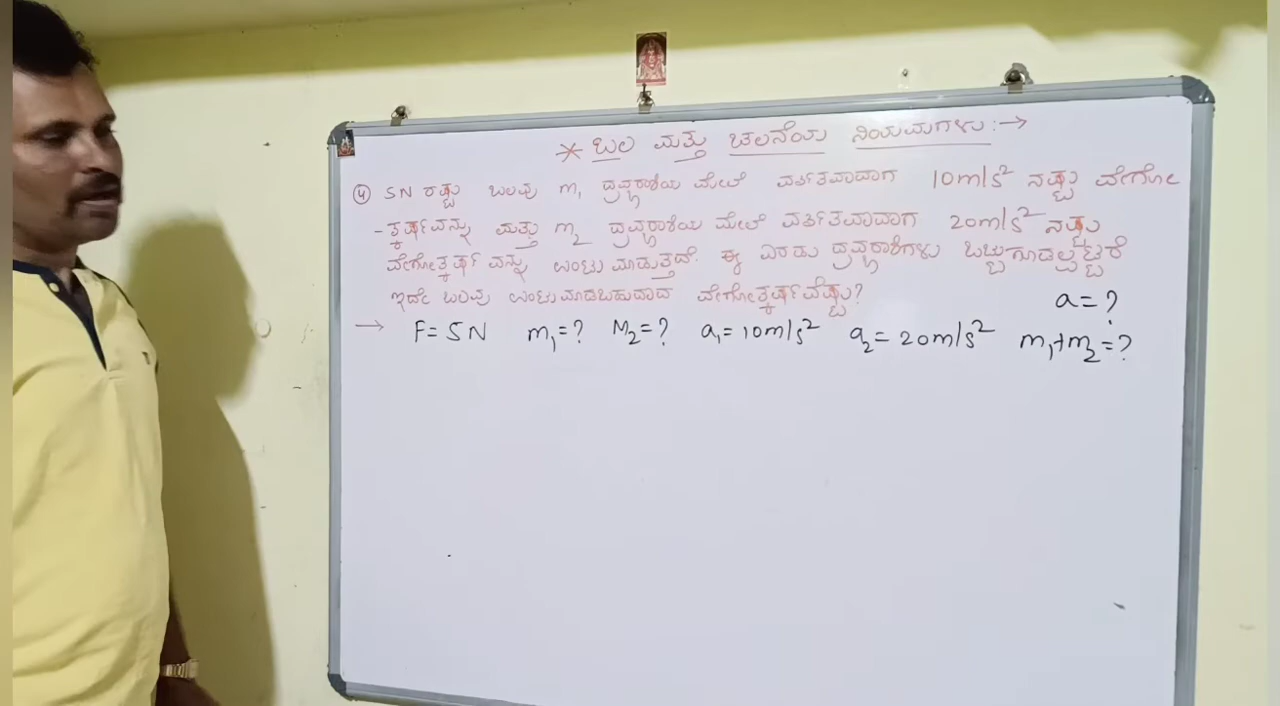 * ಬಲ ಮತ್ತು ಚಲನೆಯ ನಿಯಮಗಳು :→
④ 5N ರಷ್ಟು ಬಲವು m₁ ದ್ರವ್ಯರಾಶಿಯ ಮೇಲೆ ವರ್ತಿತವಾದಾಗ 10m/s² ನಷ್ಟು ವೇಗೋ
-ತ್ಕರ್ಷವನ್ನು ಮತ್ತು m₂ ದ್ರವ್ಯರಾಶಿಯ ಮೇಲೆ ವರ್ತಿತವಾದಾಗ 20m/s² ನಷ್ಟು
ವೇಗೋತ್ಕರ್ಷವನ್ನು ಉಂಟುಮಾಡುತ್ತದೆ. ಈ ಎರಡು ದ್ರವ್ಯರಾಶಿಗಳು ಒಟ್ಟುಗೂಡಲ್ಪಟ್ಟರೆ
ಇದೇ ಬಲವು ಉಂಟುಮಾಡಬಹುದಾದ ವೇಗೋತ್ಕರ್ಷವೆಷ್ಟು?
a = ?
→ F = 5N m₁ = ? M₂ = ? a₁ = 10m/s² a₂ = 20m/s² m₁+m₂ = ?